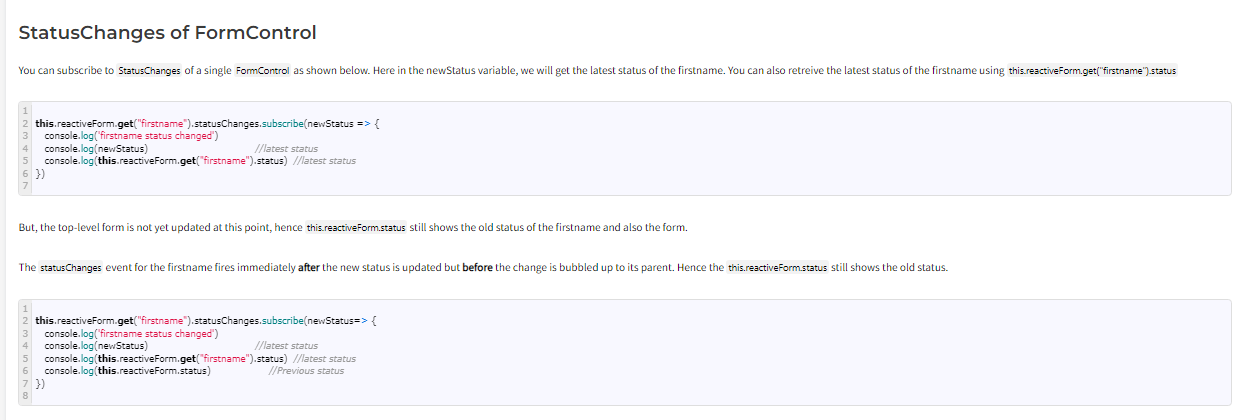 StatusChanges of FormControl
You can subscribe to StatusChanges of a single FormControl as shown below. Here in the newStatus variable, we will get the latest status of the firstname. You can also retreive the latest status of the firstname using this.reactiveForm.get("firstname").status
1
2 this.reactiveForm.get("firstname").statusChanges.subscribe(newStatus => {
3   console.log('firstname status changed')
4   console.log(newStatus)                              //latest status
5   console.log(this.reactiveForm.get("firstname").status)  //latest status
6 })
7
But, the top-level form is not yet updated at this point, hence this.reactiveForm.status still shows the old status of the firstname and also the form.
The statusChanges event for the firstname fires immediately after the new status is updated but before the change is bubbled up to its parent. Hence the this.reactiveForm.status still shows the old status.
1
2 this.reactiveForm.get("firstname").statusChanges.subscribe(newStatus=> {
3   console.log('firstname status changed')
4   console.log(newStatus)                              //latest status
5   console.log(this.reactiveForm.get("firstname").status)  //latest status
6   console.log(this.reactiveForm.status)                //Previous status
7 })
8